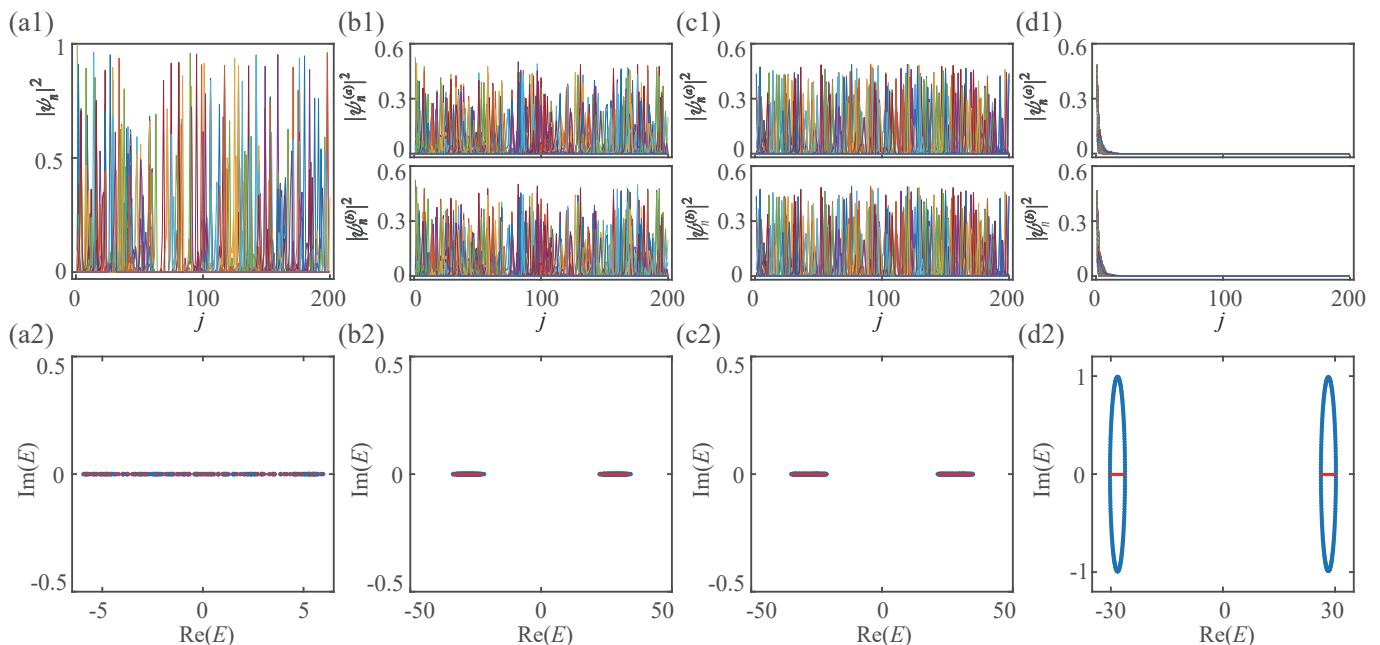 (a1) (b1) (c1) (d1)
1 0.6 0.6 0.6
|ψn|² |ψn(a)|² |ψn(a)|² |ψn(a)|²
0.3 0.3 0.3
0 0 0
0.5 0.6 0.6 0.6
|ψn(b)|² |ψn(b)|² |ψn(b)|²
0.3 0.3 0.3
0 0 0 0
0 100 200 0 100 200 0 100 200 0 100 200
j j j j
(a2) (b2) (c2) (d2)
0.5 0.5 0.5 1
Im(E) Im(E) Im(E) Im(E)
0 0 0 0
-0.5 -0.5 -0.5 -1
-5 0 5 -50 0 50 -50 0 50 -30 0 30
Re(E) Re(E) Re(E) Re(E)